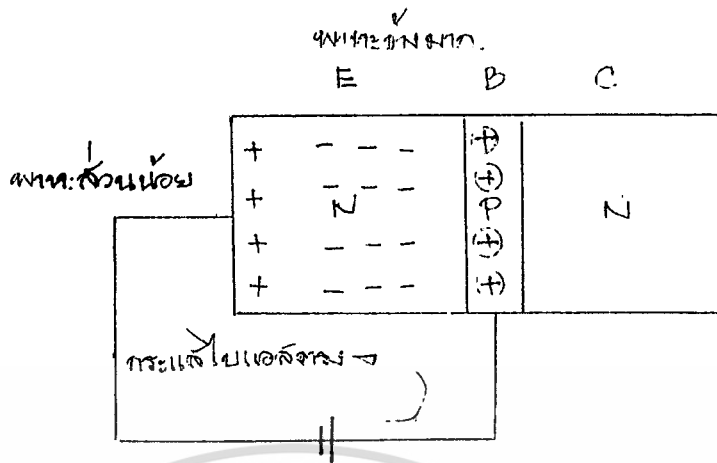 พาหะข้างมาก.
E B C
+ - - - (+)
พาหะส่วนน้อย
+ - - - (+)
N P N
+ - - - (+)
+ - - - (+)
กระแสไบแอสตรง